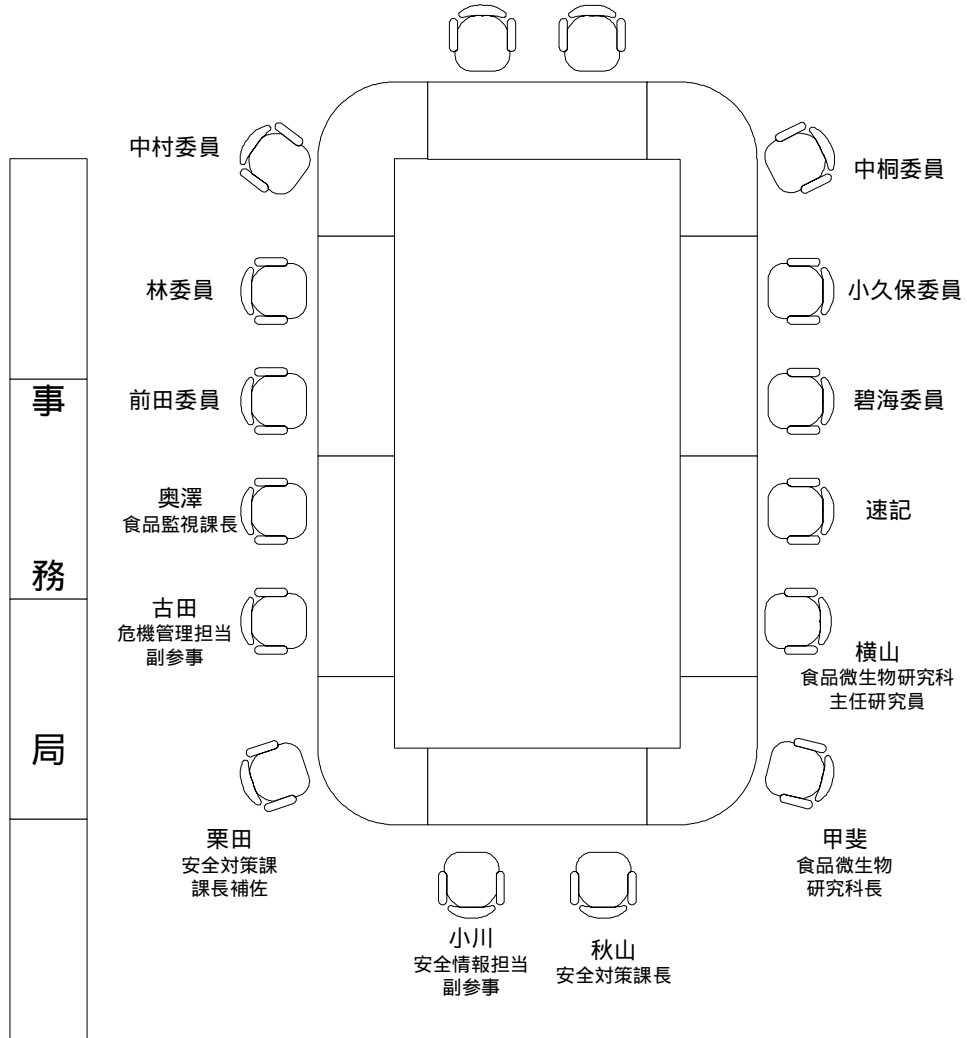 中村委員
中桐委員
林委員
小久保委員
前田委員
碧海委員
奥澤
食品監視課長
速記
古田
危機管理担当
副参事
横山
食品微生物研究科
主任研究員
栗田
安全対策課
課長補佐
甲斐
食品微生物
研究科長
小川
安全情報担当
副参事
秋山
安全対策課長
事
務
局